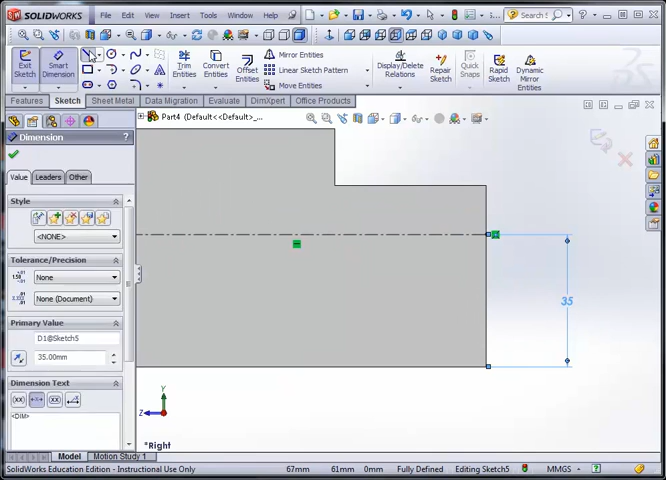 SOLIDWORKS File Edit View Insert Tools Window Help Search S
Exit Sketch
Smart Dimension
Trim Entities
Convert Entities
Offset Entities
Mirror Entities
Linear Sketch Pattern
Move Entities
Display/Delete Relations
Repair Sketch
Quick Snaps
Rapid Sketch
Dynamic Mirror
Features Sketch Sheet Metal Data Migration Evaluate DimXpert Office Products
Part4 (Default<<Default>_...
Dimension ?
Value Leaders Other
Style
<NONE>
Tolerance/Precision
None
None (Document)
Primary Value
D1@Sketch5
35.00mm
Dimension Text
<DIM>
35
Y
Z
*Right
Model Motion Study 1
SolidWorks Education Edition - Instructional Use Only 67mm 61mm 0mm Fully Defined Editing Sketch5 MMGS ?